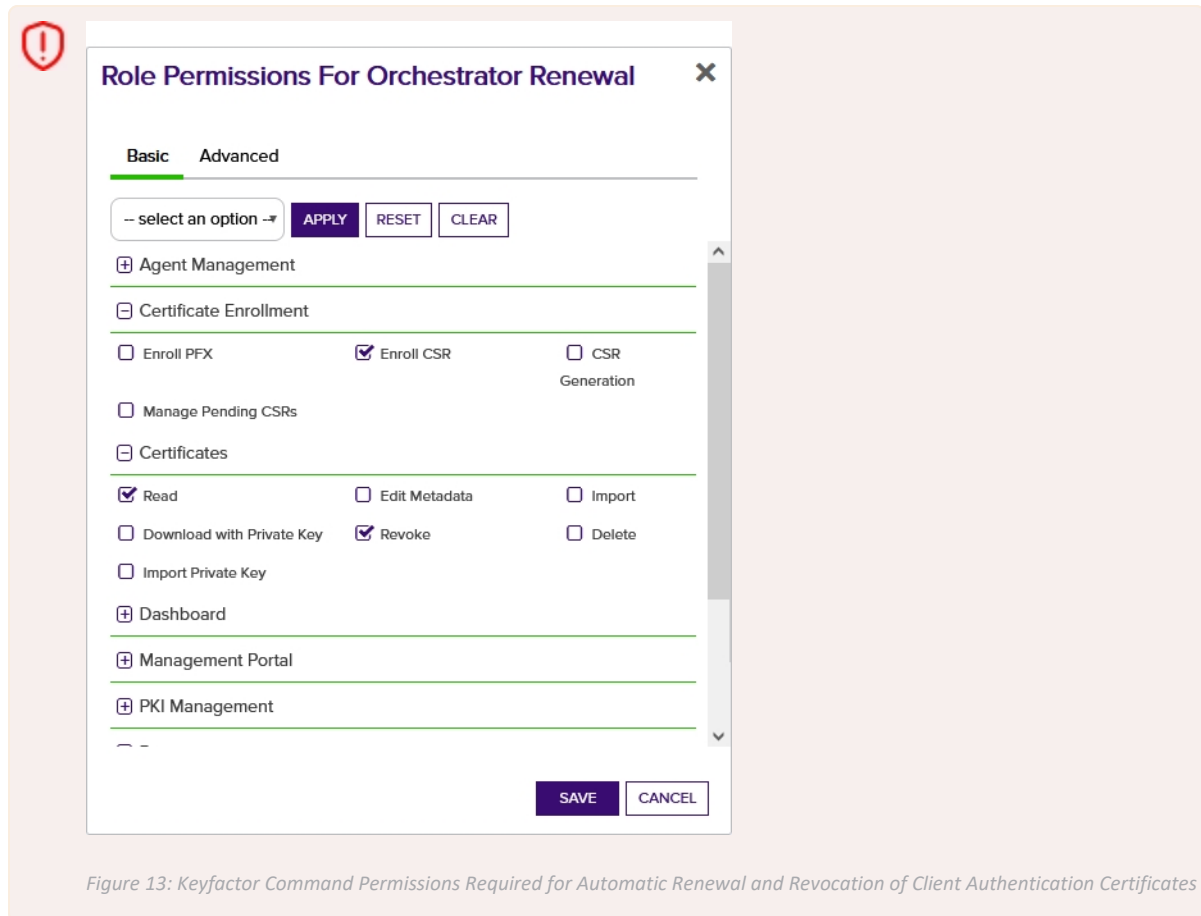 Role Permissions For Orchestrator Renewal
Basic Advanced
-- select an option -- APPLY RESET CLEAR
Agent Management
Certificate Enrollment
Enroll PFX Enroll CSR CSR
Generation
Manage Pending CSRs
Certificates
Read Edit Metadata Import
Download with Private Key Revoke Delete
Import Private Key
Dashboard
Management Portal
PKI Management
SAVE CANCEL
Figure 13: Keyfactor Command Permissions Required for Automatic Renewal and Revocation of Client Authentication Certificates